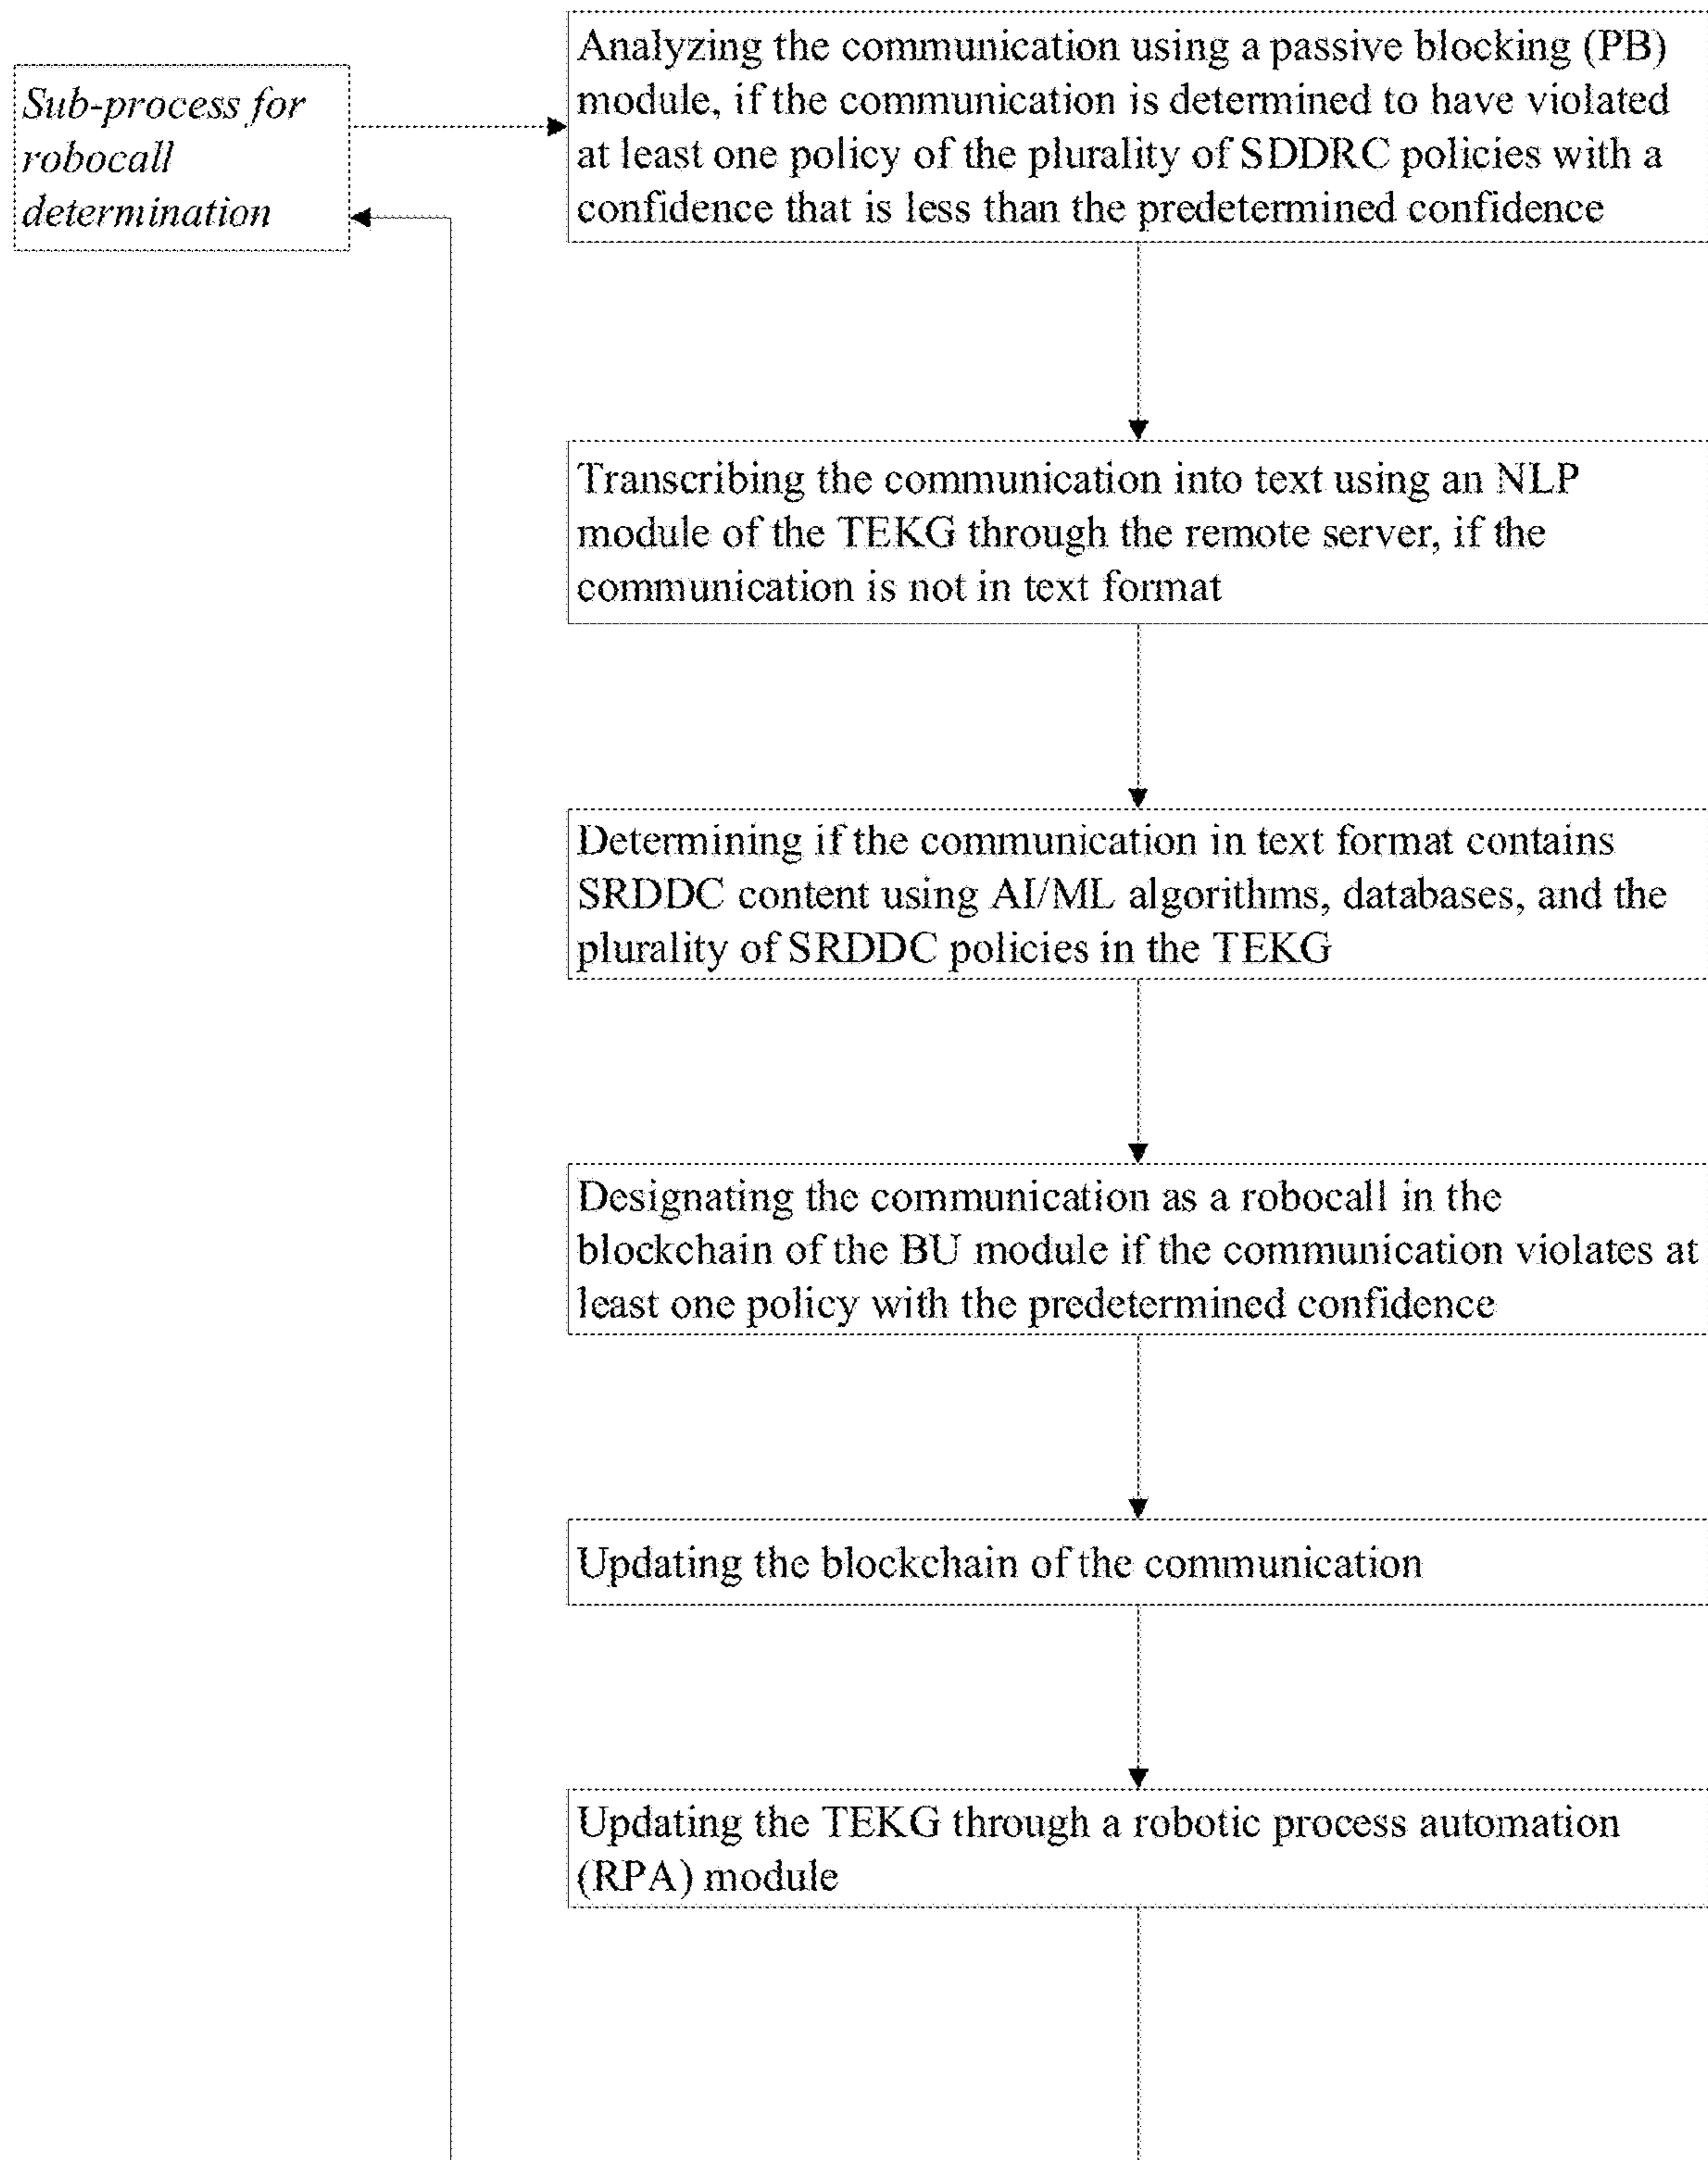 Sub-process for
robocall
determination
Analyzing the communication using a passive blocking (PB)
module, if the communication is determined to have violated
at least one policy of the plurality of SDDRC policies with a
confidence that is less than the predetermined confidence
Transcribing the communication into text using an NLP
module of the TEKG through the remote server, if the
communication is not in text format
Determining if the communication in text format contains
SRDDC content using AI/ML algorithms, databases, and the
plurality of SRDDC policies in the TEKG
Designating the communication as a robocall in the
blockchain of the BU module if the communication violates at
least one policy with the predetermined confidence
Updating the blockchain of the communication
Updating the TEKG through a robotic process automation
(RPA) module